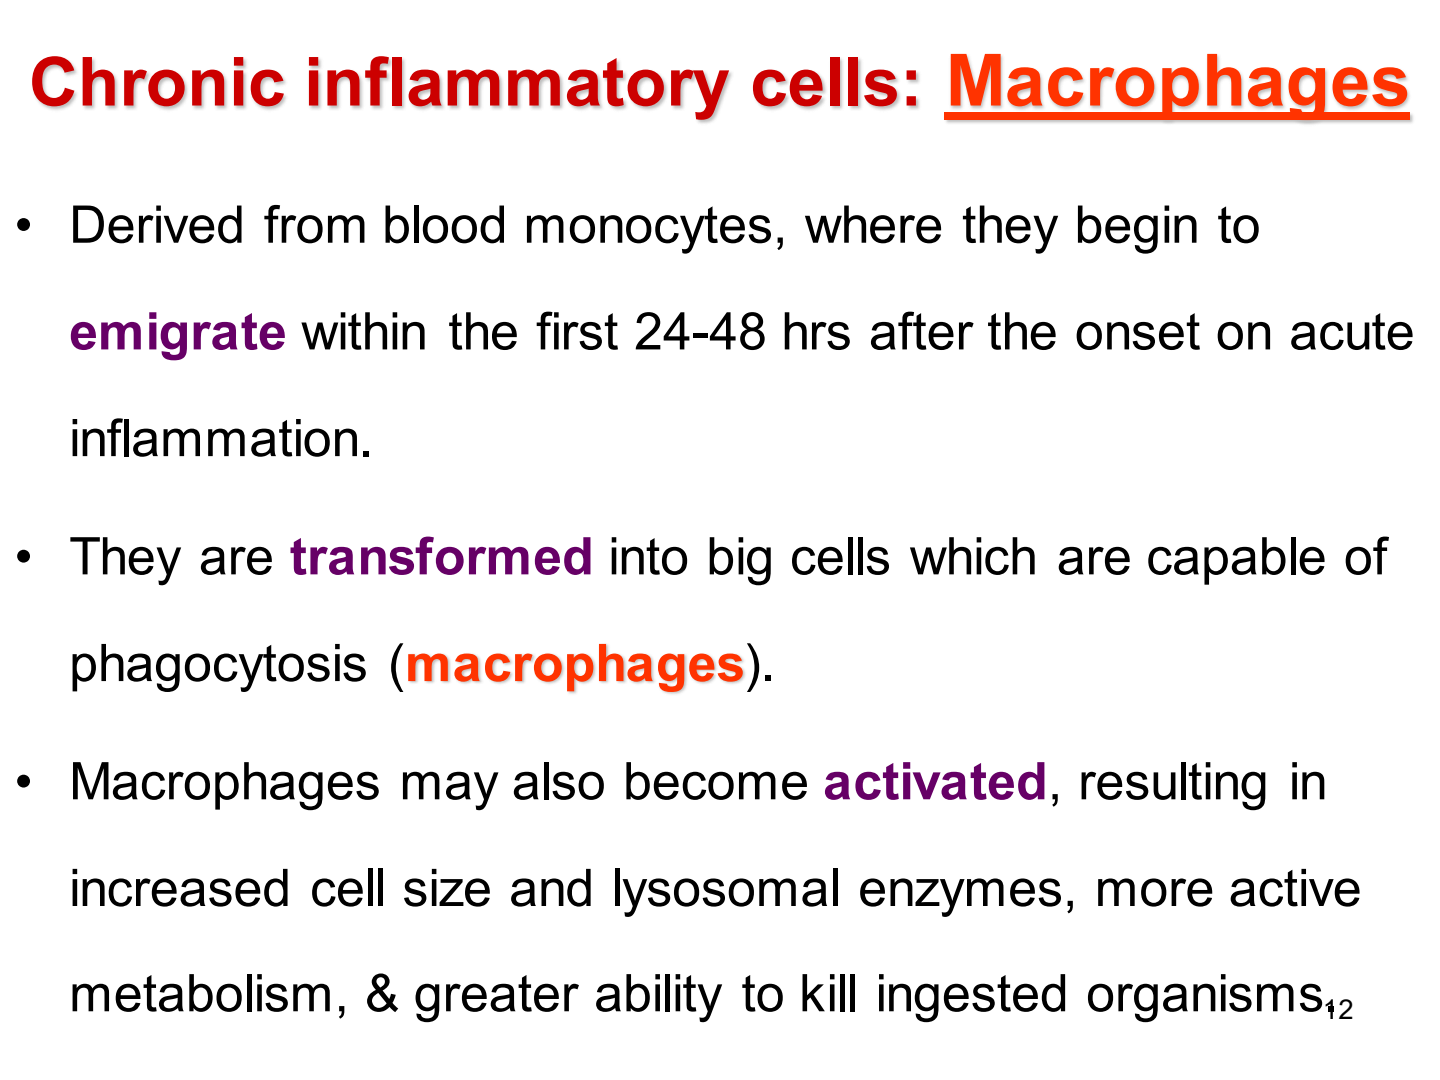 Chronic inflammatory cells: Macrophages
• Derived from blood monocytes, where they begin to
emigrate within the first 24-48 hrs after the onset on acute
inflammation.
• They are transformed into big cells which are capable of
phagocytosis (macrophages).
• Macrophages may also become activated, resulting in
increased cell size and lysosomal enzymes, more active
metabolism, & greater ability to kill ingested organisms.
12